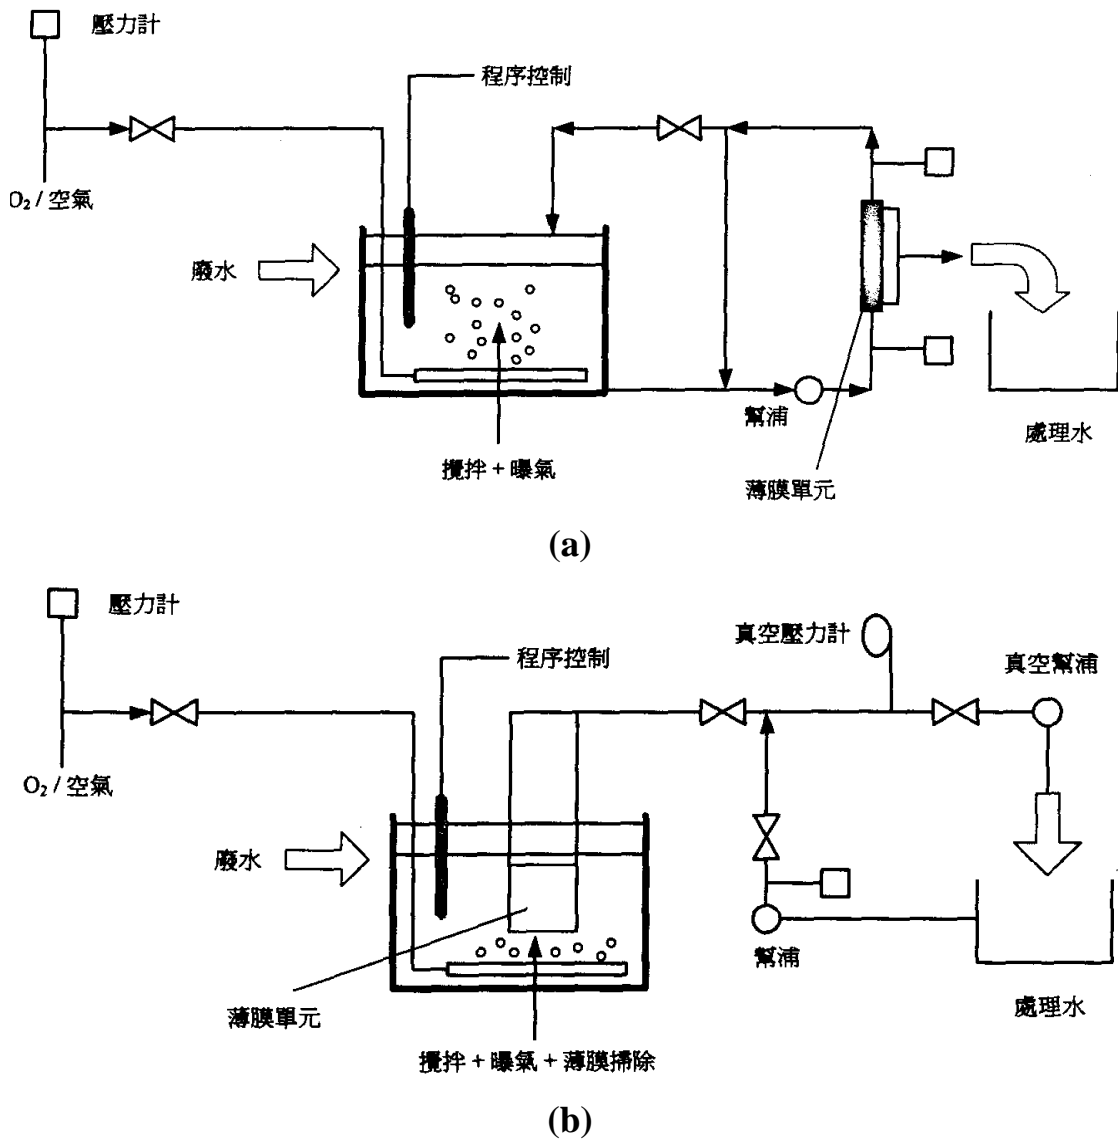 壓力計
程序控制
O₂ / 空氣
廢水
幫浦
處理水
攪拌 + 曝氣
薄膜單元
(a)
壓力計
真空壓力計
程序控制
真空幫浦
O₂ / 空氣
廢水
幫浦
薄膜單元
處理水
攪拌 + 曝氣 + 薄膜掃除
(b)